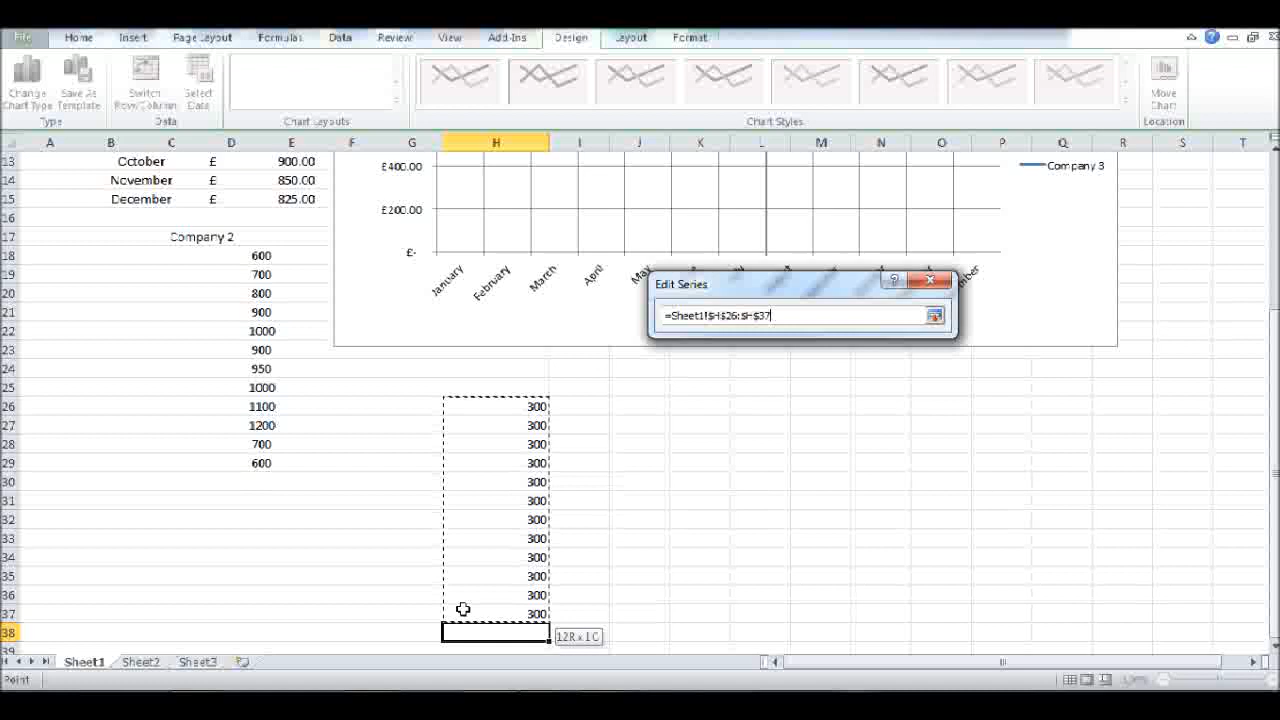 File Home Insert Page Layout Formulas Data Review View Add-Ins Design Layout Format
Change Chart Type Save As Template Switch Row/Column Select Data Move Chart
Type Data Chart Layouts Chart Styles Location
A B C D E F G H I J K L M N O P Q R S T
13 October £ 900.00
14 November £ 850.00
15 December £ 825.00
16
17 Company 2
18 600
19 700
20 800
21 900
22 1000
23 900
24 950
25 1000
26 1100 300
27 1200 300
28 700 300
29 600 300
30 300
31 300
32 300
33 300
34 300
35 300
36 300
37 300
38
39
£400.00
£200.00
£-
Company 3
January February March April May
Edit Series
=Sheet1!$H$26:$H$37
12R x 1C
Sheet1 Sheet2 Sheet3
Point